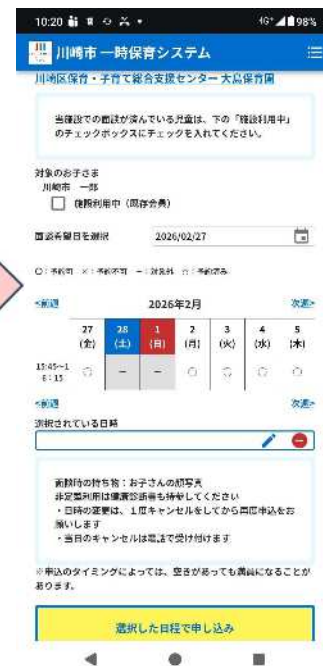 10:20
4G+ 98%
川崎市 一時保育システム
川崎区保育・子育て総合支援センター 大島保育園
当施設での面談が済んでいる児童は、下の「施設利用中」
のチェックボックスにチェックを入れてください。
対象のお子さま
川崎市 一郎
施設利用中(既存会員)
面談希望日を選択 2026/02/27
○:予約可 ×:予約不可 -:対象外 ☆:予約済み
<前週 2026年2月 次週>
27 28 1 2 3 4 5
(金) (土) (日) (月) (火) (水) (木)
15:45~1
6:15 ○ - - ○ ○ ○ ○
<前週 次週>
選択されている日時
面談時の持ち物:お子さんの顔写真
非定型利用は健康診断書も持参してください
・日時の変更は、1度キャンセルをしてから再度申込をお
願いします
・当日のキャンセルは電話で受け付けます
※申込のタイミングによっては、空きがあっても満員になることが
あります。
選択した日程で申し込み